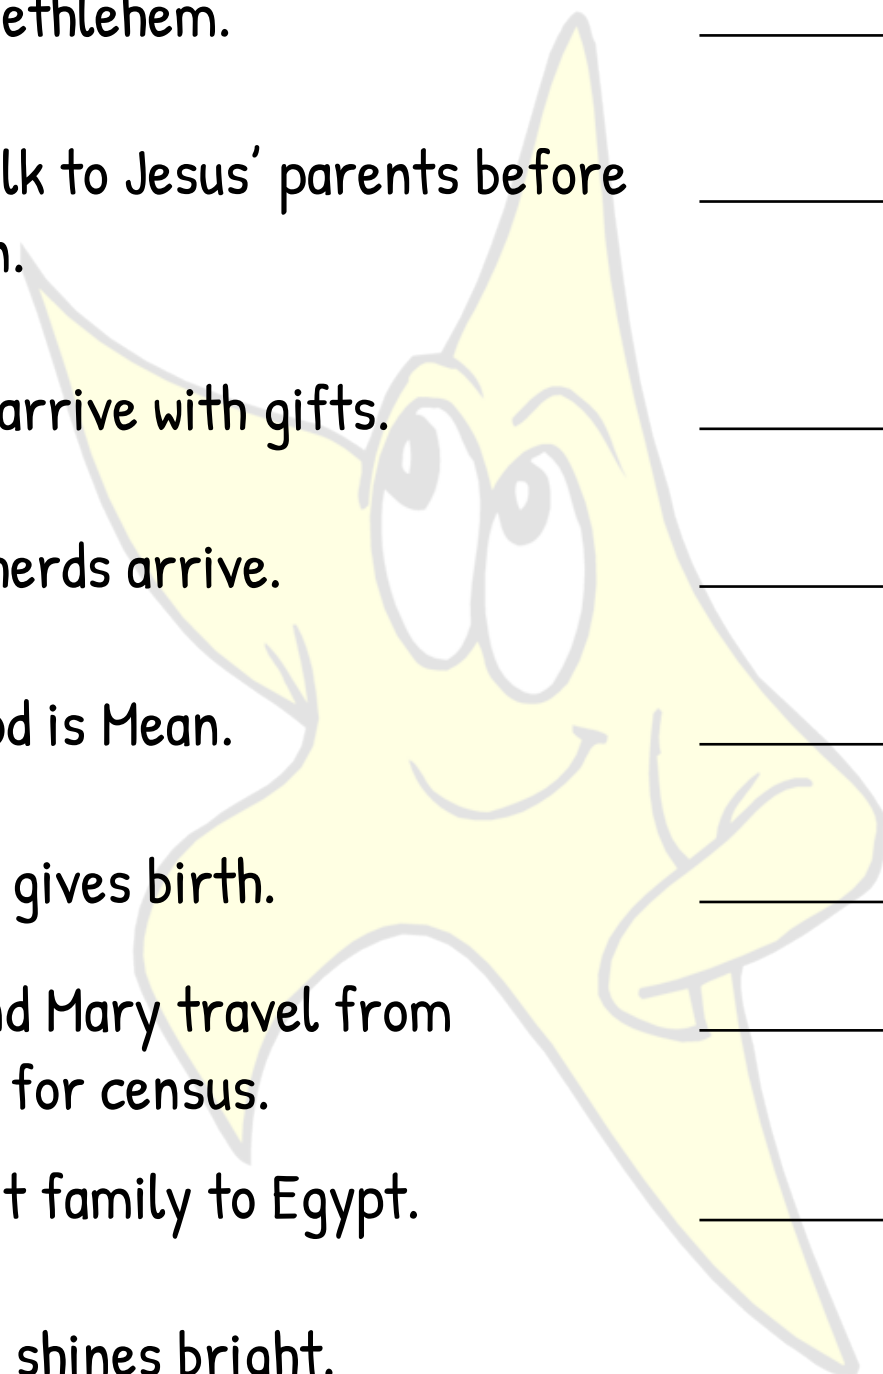 ethlehem.
lk to Jesus’ parents before
n.
arrive with gifts.
herds arrive.
od is Mean.
gives birth.
nd Mary travel from
for census.
t family to Egypt.
shines bright.